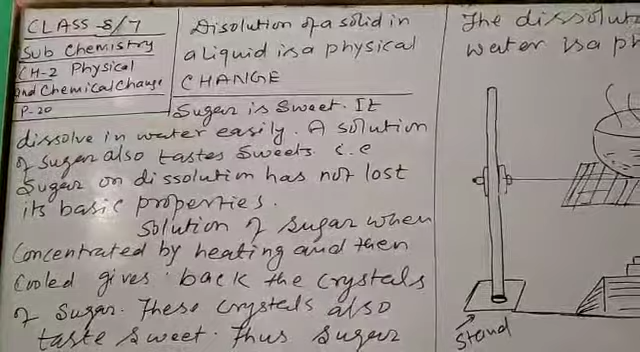 CLASS 8/7
Sub Chemistry
CH-2 Physical
and Chemical Change
P-20
Disolution of a solid in
a liquid is a physical
CHANGE
Sugar is Sweet. It
dissolve in water easily. A solution
of sugar also tastes Sweets. i.e
Sugar on dissolution has not lost
its basic properties.
Solution of sugar when
Concentrated by heating and then
Cooled gives back the crystals
of Sugar. These crystals also
taste sweet. Thus sugar
The dissolut
water is a ph
Stand